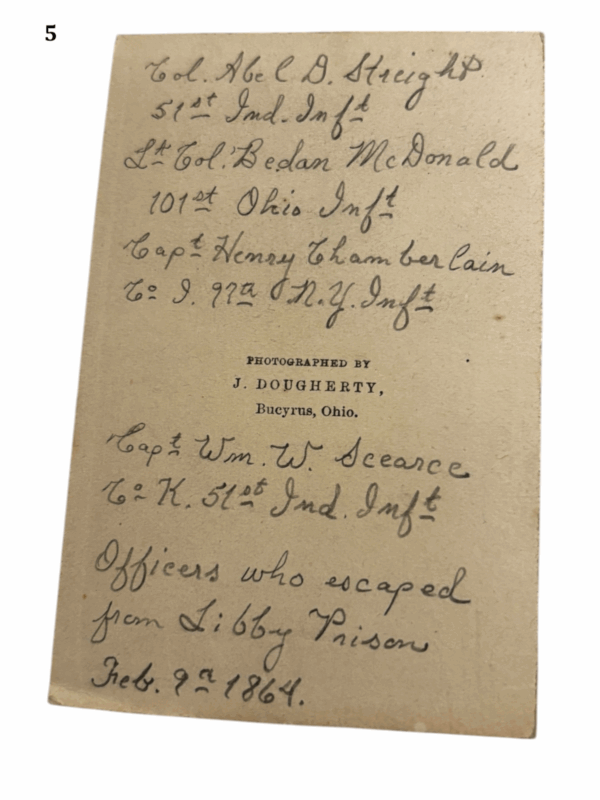 5
Col. Abel D. Streight
51st Ind. Inft
Lt Col. Bedan McDonald
101st Ohio Inft
Capt Henry Chamberlain
Co I. 97a N.Y. Inft
PHOTOGRAPHED BY
J. DOUGHERTY,
Bucyrus, Ohio.
Capt Wm. W. Scearce
Co K. 51st Ind. Inft
Officers who escaped
from Libby Prison
Feb. 9a 1864.